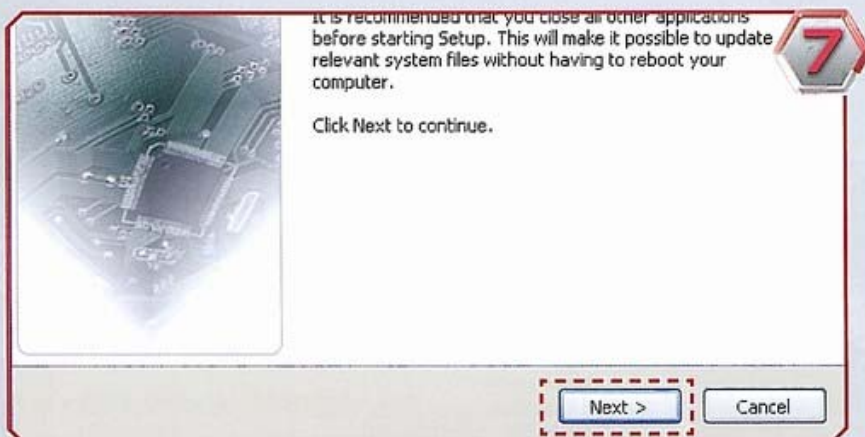 It is recommended that you close all other applications
before starting Setup. This will make it possible to update
relevant system files without having to reboot your
computer.
Click Next to continue.
7
Next >
Cancel